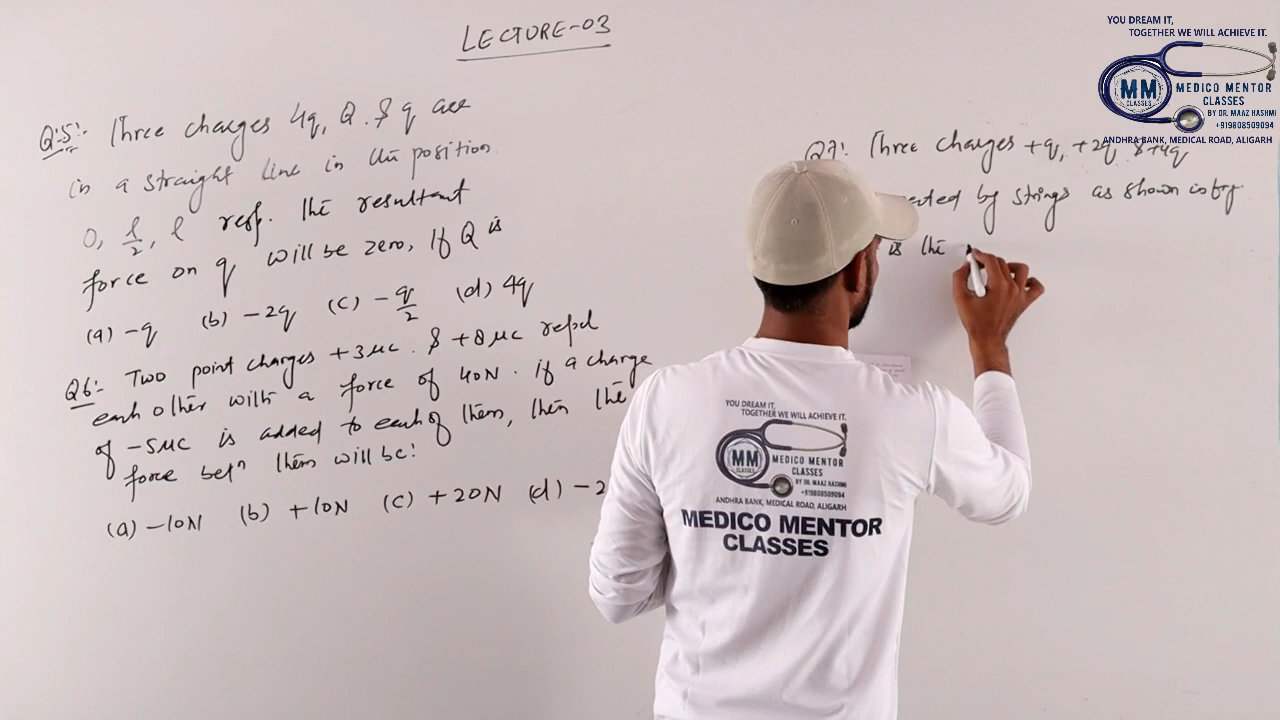 LECTURE-03
Q.5:- Three charges 4q, Q & q are
in a straight line in the position
0, l/2, l resp. The resultant
force on q will be zero, If Q is
(a) -q (b) -2q (c) -q/2 (d) 4q
Q6:- Two point charges +3μC & +8μC repel
each other with a force of 40N. if a charge
of -5μC is added to each of them, then the
force betn them will be:
(a) -10N (b) +10N (c) +20N (d) -2
Q7: Three charges +q, +2q & +4q
by strings as shown in fig.
is the
YOU DREAM IT,
TOGETHER WE WILL ACHIEVE IT.
MM
CLASSES
MEDICO MENTOR
CLASSES
BY DR. MAAZ HASHMI
+919808509094
ANDHRA BANK, MEDICAL ROAD, ALIGARH
YOU DREAM IT,
TOGETHER WE WILL ACHIEVE IT.
MM
CLASSES
MEDICO MENTOR
CLASSES
BY DR. MAAZ HASHMI
+919808509094
ANDHRA BANK, MEDICAL ROAD, ALIGARH
MEDICO MENTOR
CLASSES